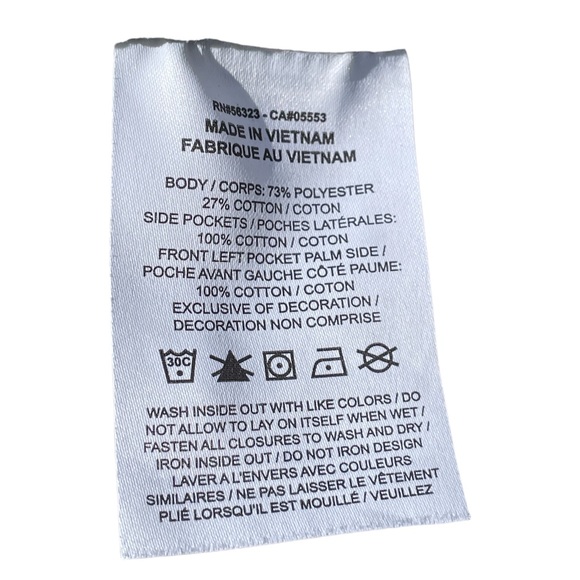 RN#56323 - CA#05553
MADE IN VIETNAM
FABRIQUE AU VIETNAM
BODY / CORPS: 73% POLYESTER
27% COTTON / COTON
SIDE POCKETS / POCHES LATÉRALES:
100% COTTON / COTON
FRONT LEFT POCKET PALM SIDE /
POCHE AVANT GAUCHE CÔTÉ PAUME:
100% COTTON / COTON
EXCLUSIVE OF DECORATION /
DECORATION NON COMPRISE
30C
WASH INSIDE OUT WITH LIKE COLORS / DO
NOT ALLOW TO LAY ON ITSELF WHEN WET /
FASTEN ALL CLOSURES TO WASH AND DRY /
IRON INSIDE OUT / DO NOT IRON DESIGN
LAVER A L'ENVERS AVEC COULEURS
SIMILAIRES / NE PAS LAISSER LE VÊTEMENT
PLIÉ LORSQU'IL EST MOUILLÉ / VEUILLEZ